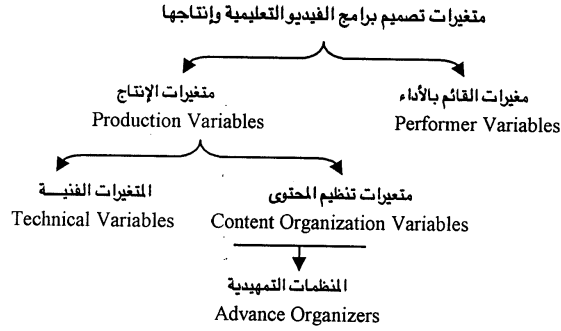 متغيرات تصميم برامج الفيديو التعليمية وإنتاجها
مغيرات القائم بالأداء
Performer Variables
متغيرات الإنتاج
Production Variables
متعيرات تنظيم المحتوى
Content Organization Variables
المتغيرات الفنيـــة
Technical Variables
المنظمات التمهيدية
Advance Organizers